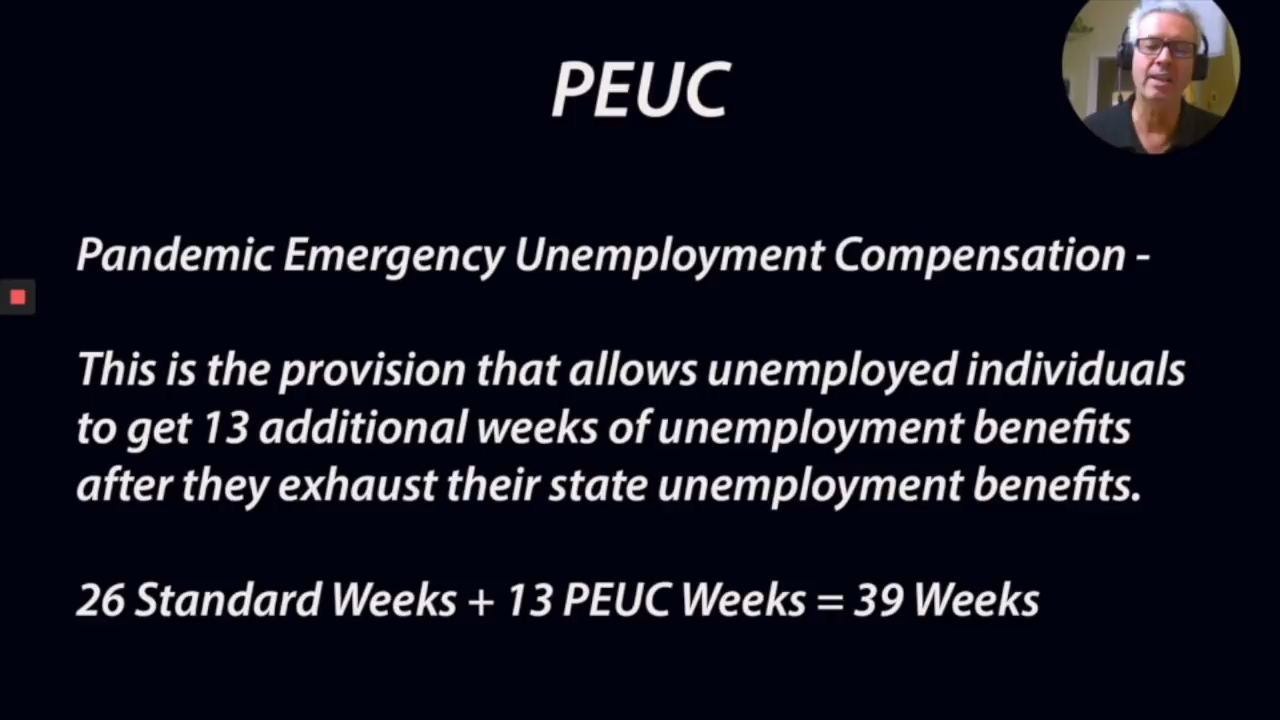 PEUC
Pandemic Emergency Unemployment Compensation -
This is the provision that allows unemployed individuals
to get 13 additional weeks of unemployment benefits
after they exhaust their state unemployment benefits.
26 Standard Weeks + 13 PEUC Weeks = 39 Weeks